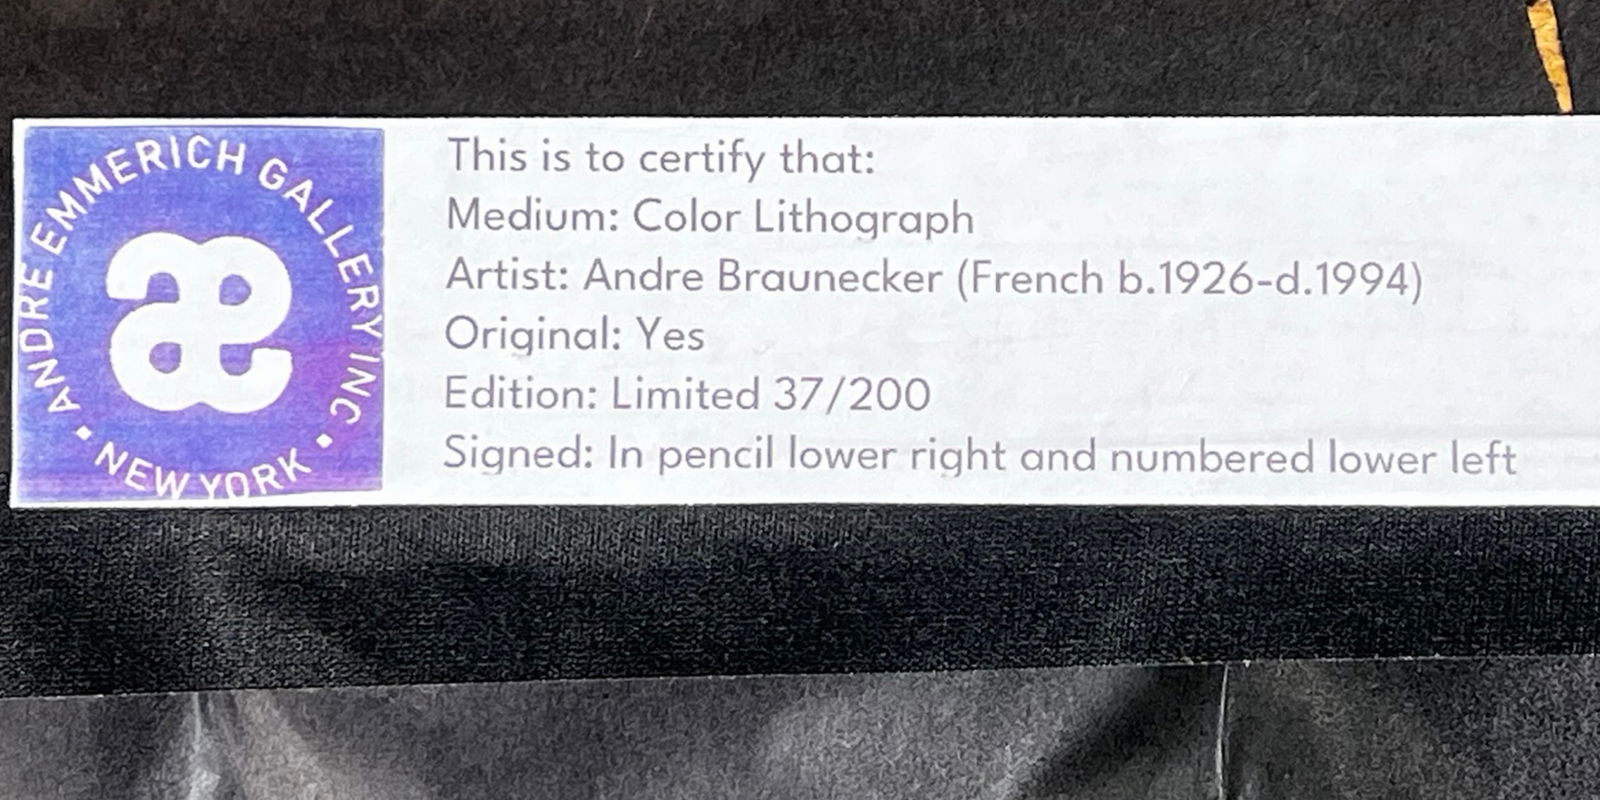 ANDRÉ EMMERICH GALLERY INC • NEW YORK •
æ
This is to certify that:
Medium: Color Lithograph
Artist: Andre Braunecker (French b.1926-d.1994)
Original: Yes
Edition: Limited 37/200
Signed: In pencil lower right and numbered lower left